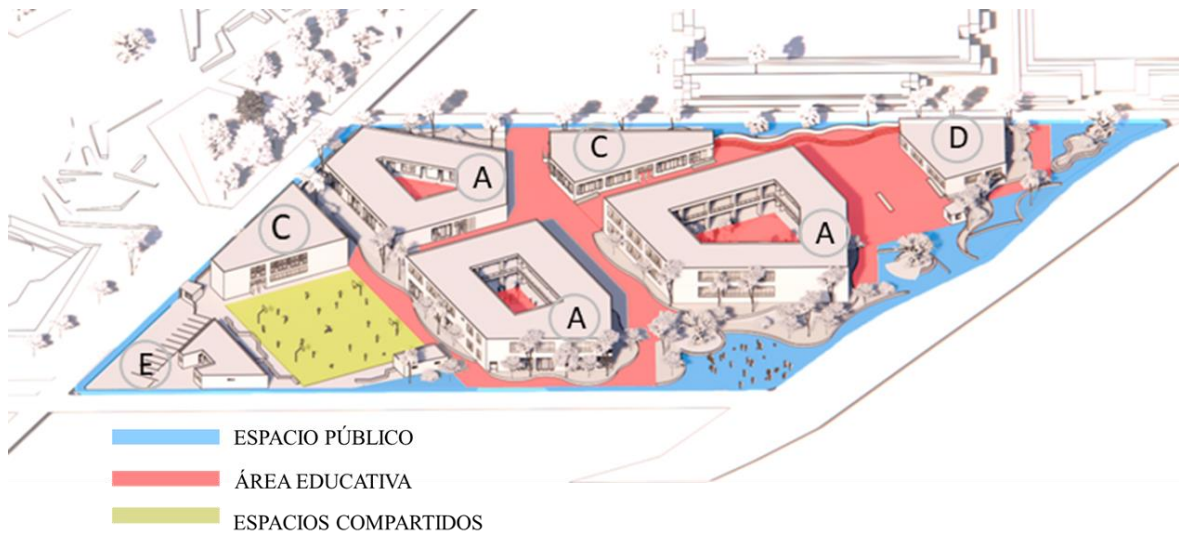 C
D
A
C
A
A
E
ESPACIO PÚBLICO
ÁREA EDUCATIVA
ESPACIOS COMPARTIDOS